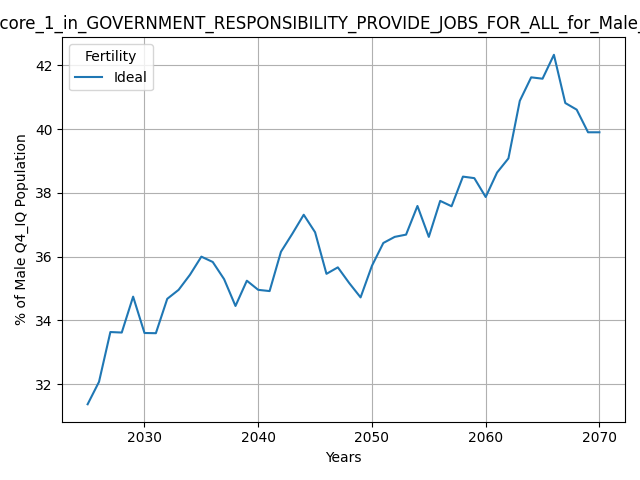 core_1_in_GOVERNMENT_RESPONSIBILITY_PROVIDE_JOBS_FOR_ALL_for_Male_
Fertility
Ideal
42
40
38
36
34
32
% of Male Q4_IQ Population
2030 2040 2050 2060 2070
Years